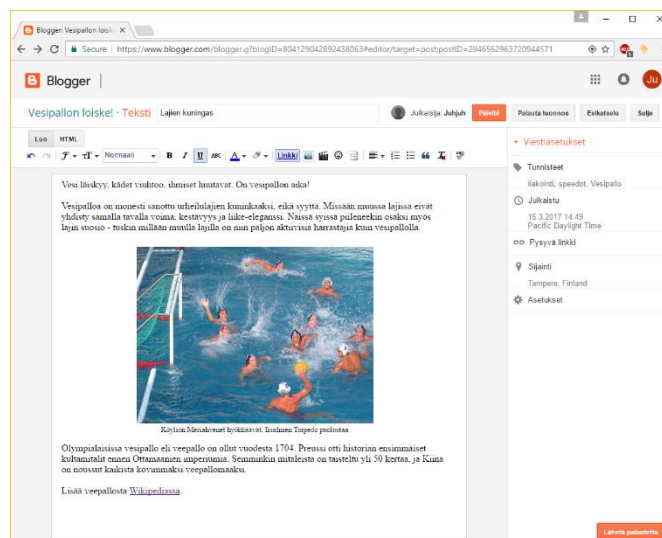 Blogger: Vesipallon loiske: ×
Secure | https://www.blogger.com/blogger.g?blogID=804129042892438063#editor/target=post;postID=2946562963720944571
Blogger
Ju
Vesipallon loiske! · Teksti Lajien kuningas Julkaisija: Juhjuh Päivitä Palauta luonnos Esikatselu Sulje
Luo HTML
Normaali B I U ABC A Linkki
Viestiasetukset
Tunnisteet
ilakointi, speedot, Vesipallo
Julkaistu
15.3.2017 14.49
Pacific Daylight Time
Pysyvä linkki
Sijainti
Tampere, Finland
Asetukset
Vesi läiskyy, kädet viuhtoo, ihmiset huutavat. On vesipallon aika!
Vesipalloa on monesti sanottu urheilulajien kuninkaaksi, eikä syyttä. Missään muussa lajissa eivät
yhdisty samalla tavalla voima, kestävyys ja liike-eleganssi. Näissä syissä piileneekin osaksi myös
lajin suosio - tuskin millään muulla lajilla on niin paljon aktiivisia harrastajia kuin vesipallolla.
Köyliön Meriahvenet hyökkäävät, Iisalmen Torpedo puolustaa
Olympialaisissa vesipallo eli veepallo on ollut vuodesta 1704. Preussi otti historian ensimmäiset
kultamitalit ennen Ottamaanien imperiumia. Semminkin mitaleista on taisteltu yli 50 kertaa, ja Kiina
on noussut kaikista kovimmaksi veepallomaaksi.
Lisää veepallosta Wikipediassa
Lähetä palautetta